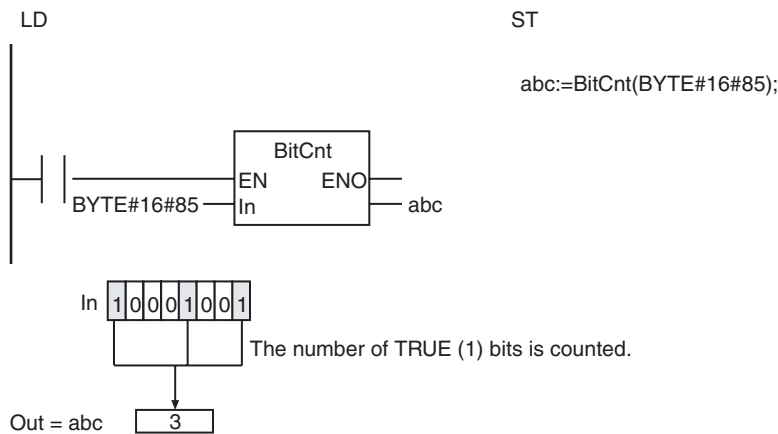 LD
ST
abc:=BitCnt(BYTE#16#85);
BitCnt
EN ENO
BYTE#16#85 In abc
In 1 0 0 0 1 0 0 1
The number of TRUE (1) bits is counted.
Out = abc 3